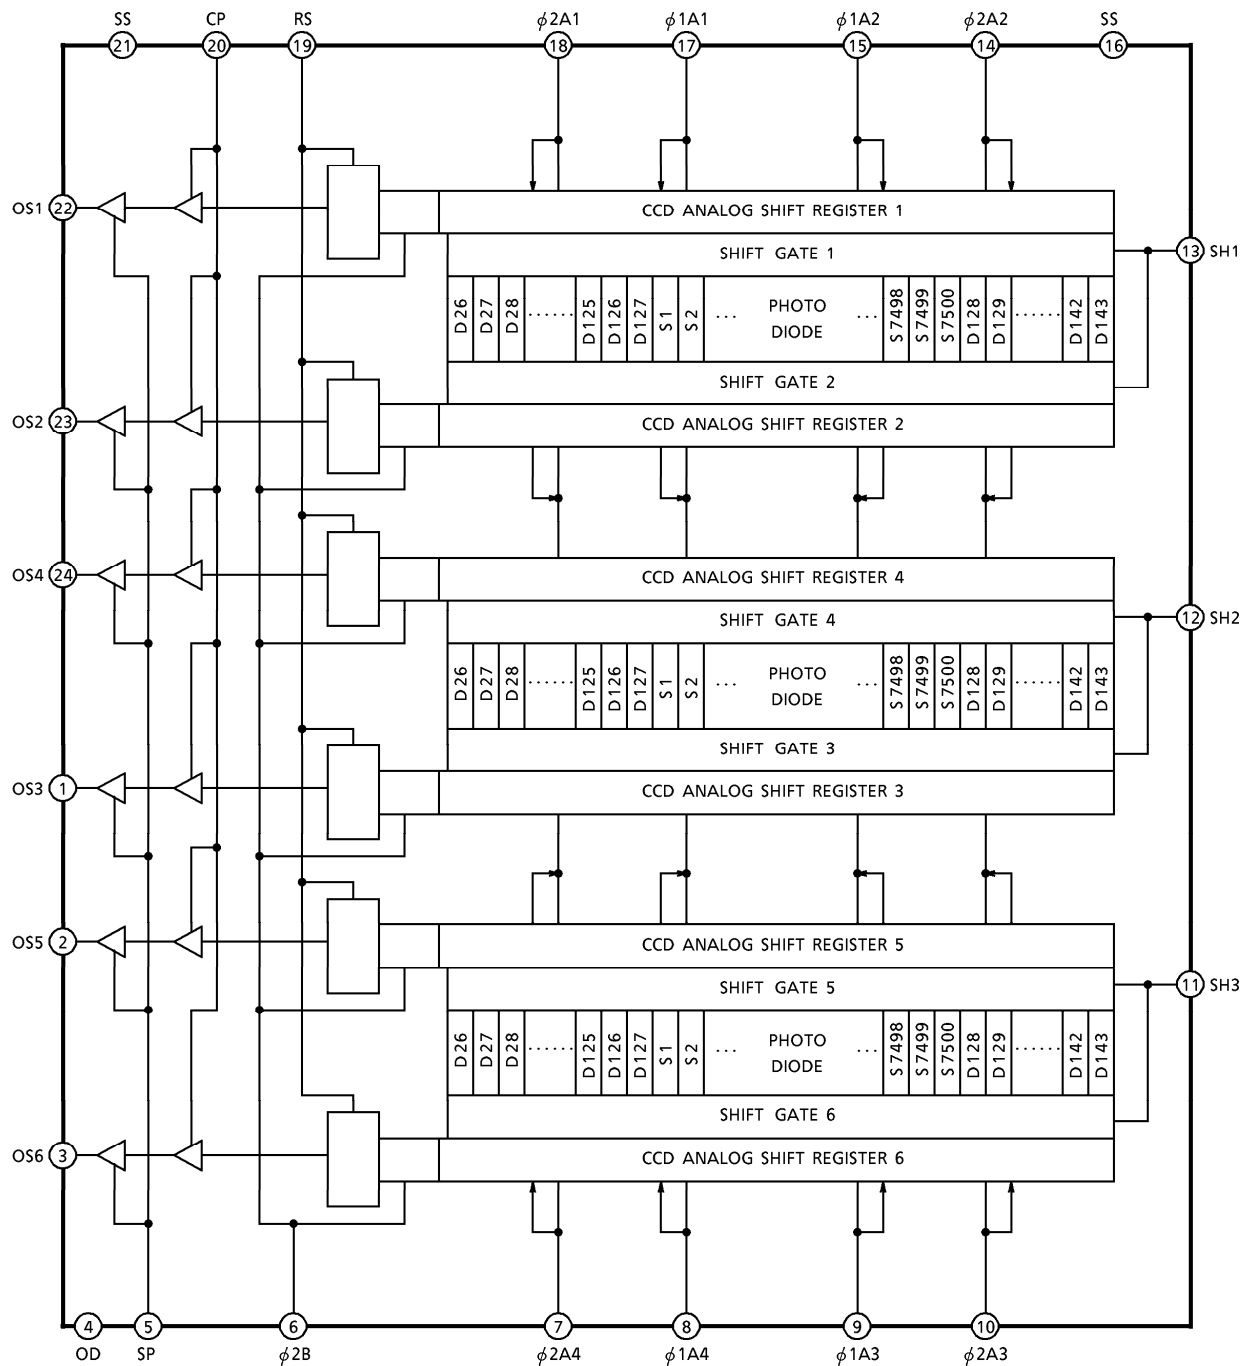 SS CP RS ϕ2A1 ϕ1A1 ϕ1A2 ϕ2A2 SS
21 20 19 18 17 15 14 16
OS1 22
CCD ANALOG SHIFT REGISTER 1
SHIFT GATE 1
13 SH1
D26 D27 D28 ...... D125 D126 D127 S1 S2 ... PHOTO DIODE ... S7498 S7499 S7500 D128 D129 ...... D142 D143
SHIFT GATE 2
OS2 23
CCD ANALOG SHIFT REGISTER 2
OS4 24
CCD ANALOG SHIFT REGISTER 4
SHIFT GATE 4
12 SH2
D26 D27 D28 ...... D125 D126 D127 S1 S2 ... PHOTO DIODE ... S7498 S7499 S7500 D128 D129 ...... D142 D143
SHIFT GATE 3
OS3 1
CCD ANALOG SHIFT REGISTER 3
OS5 2
CCD ANALOG SHIFT REGISTER 5
SHIFT GATE 5
11 SH3
D26 D27 D28 ...... D125 D126 D127 S1 S2 ... PHOTO DIODE ... S7498 S7499 S7500 D128 D129 ...... D142 D143
SHIFT GATE 6
OS6 3
CCD ANALOG SHIFT REGISTER 6
4 5 6 7 8 9 10
OD SP ϕ2B ϕ2A4 ϕ1A4 ϕ1A3 ϕ2A3